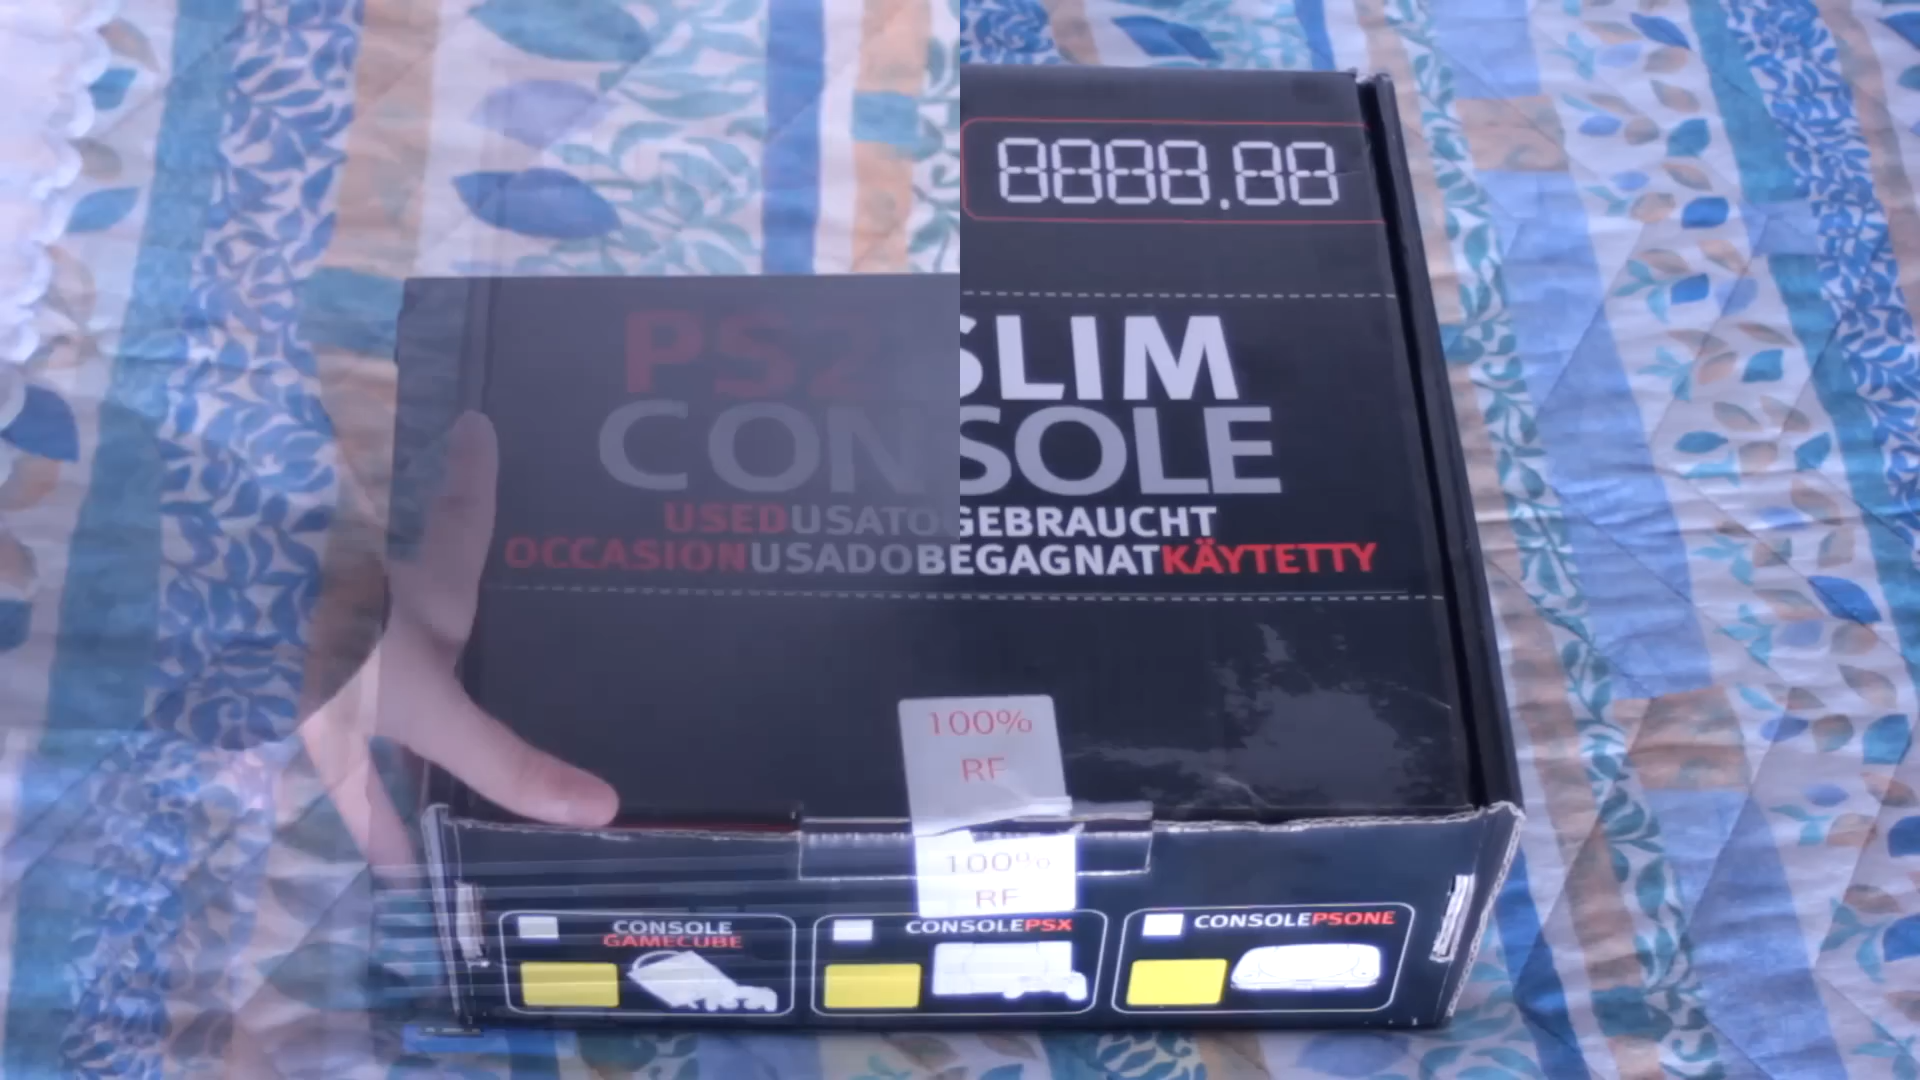 8888.88
PS2 SLIM
CONSOLE
USEDUSATOGEBRAUCHT
OCCASIONUSADOBEGAGNATKÄYTETTY
100%
RF
100%
RF
CONSOLE
GAMECUBE
CONSOLEPSX
CONSOLEPSONE